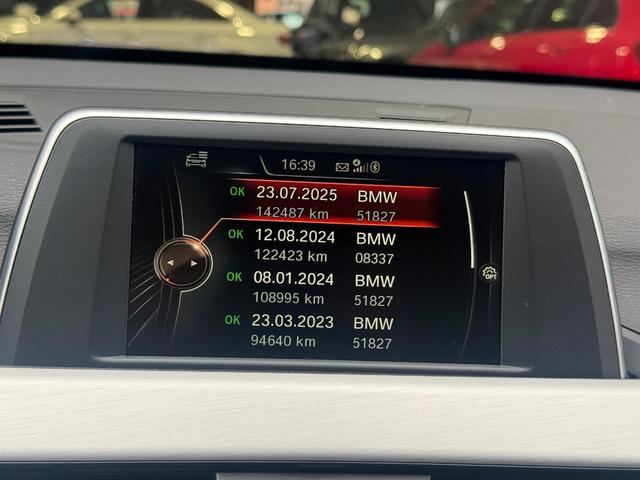 16:39
OK 23.07.2025 BMW
142487 km 51827
OK 12.08.2024 BMW
122423 km 08337
OK 08.01.2024 BMW
108995 km 51827
OK 23.03.2023 BMW
94640 km 51827
OPT